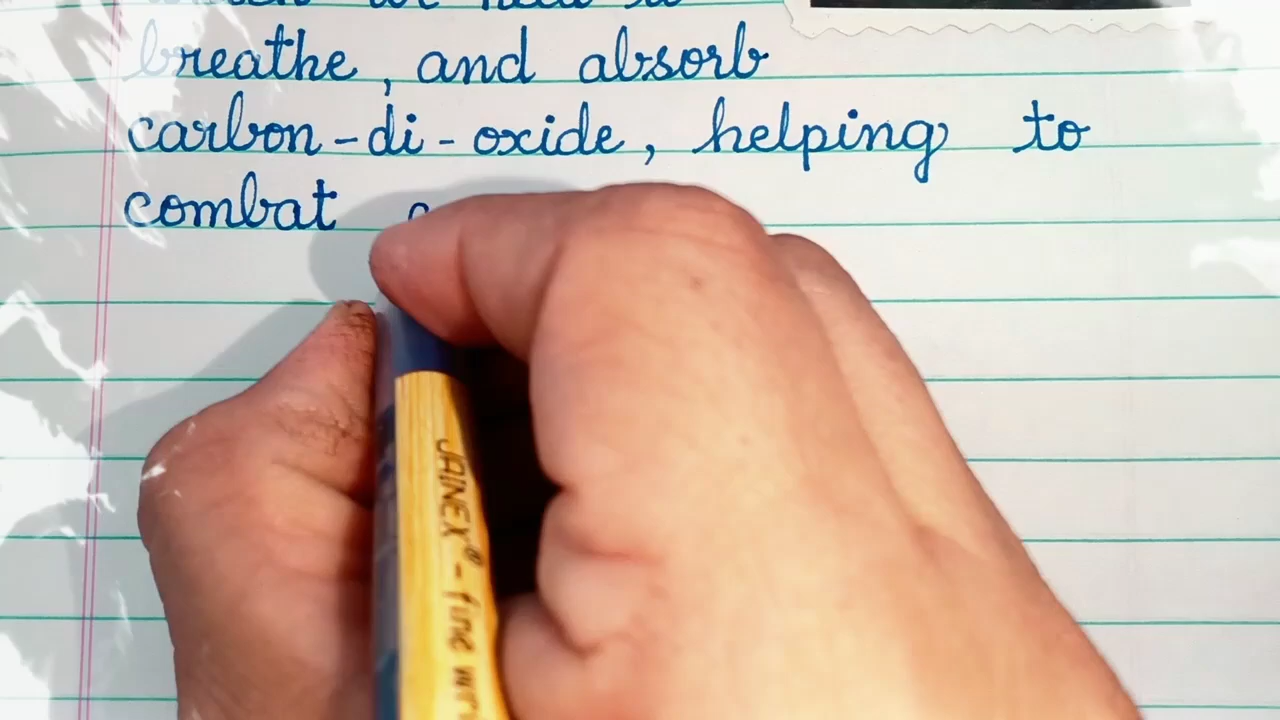 breathe, and absorb
carbon-di-oxide, helping to
combat
JAINEX® - fine